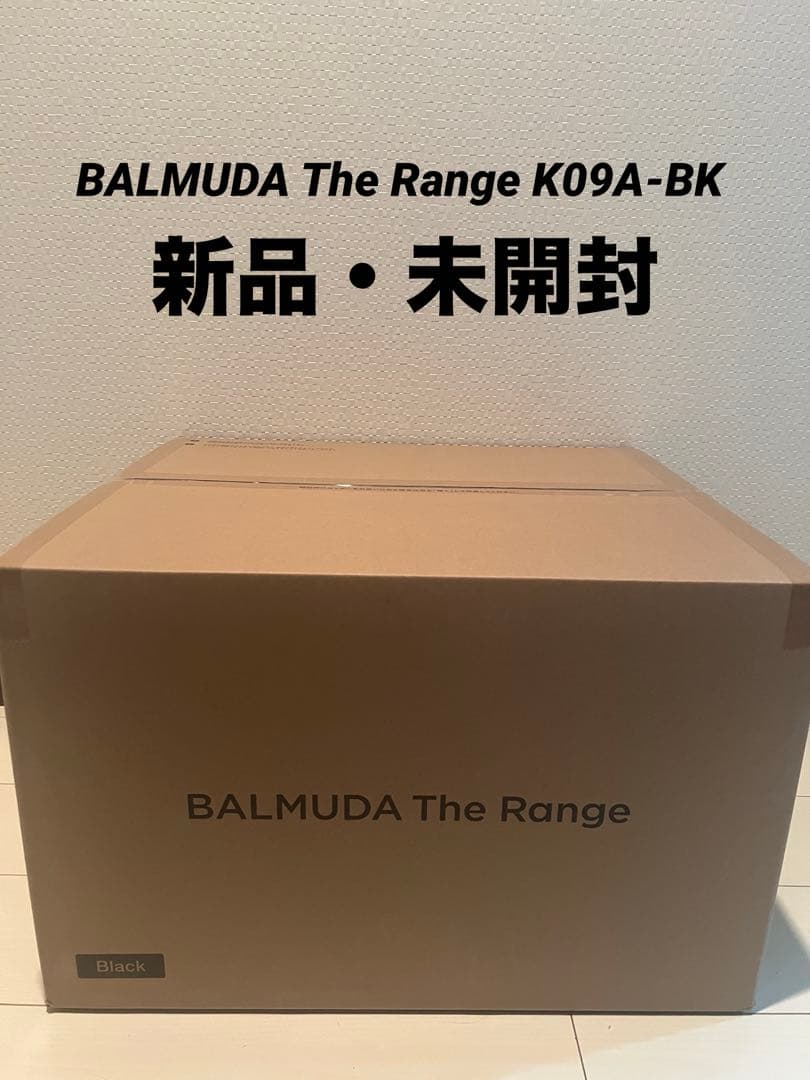 BALMUDA The Range K09A-BK
新品・未開封
BALMUDA The Range
Black